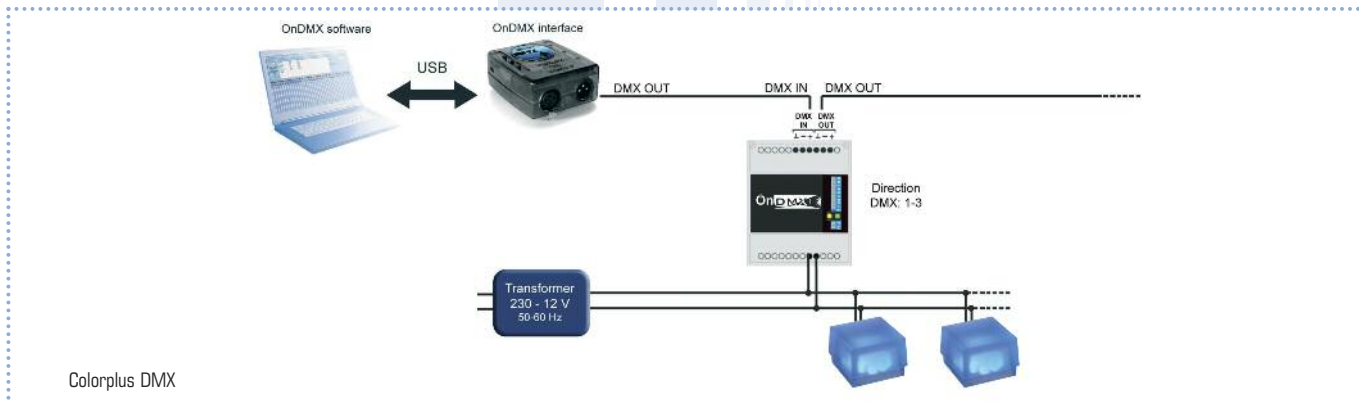 OnDMX software
OnDMX interface
USB
DMX OUT
DMX IN
DMX OUT
DMX DMX
IN OUT
⊥ − + ⊥ − +
OnDMX
Direction
DMX: 1-3
Transformer
230 - 12 V
50-60 Hz
Colorplus DMX